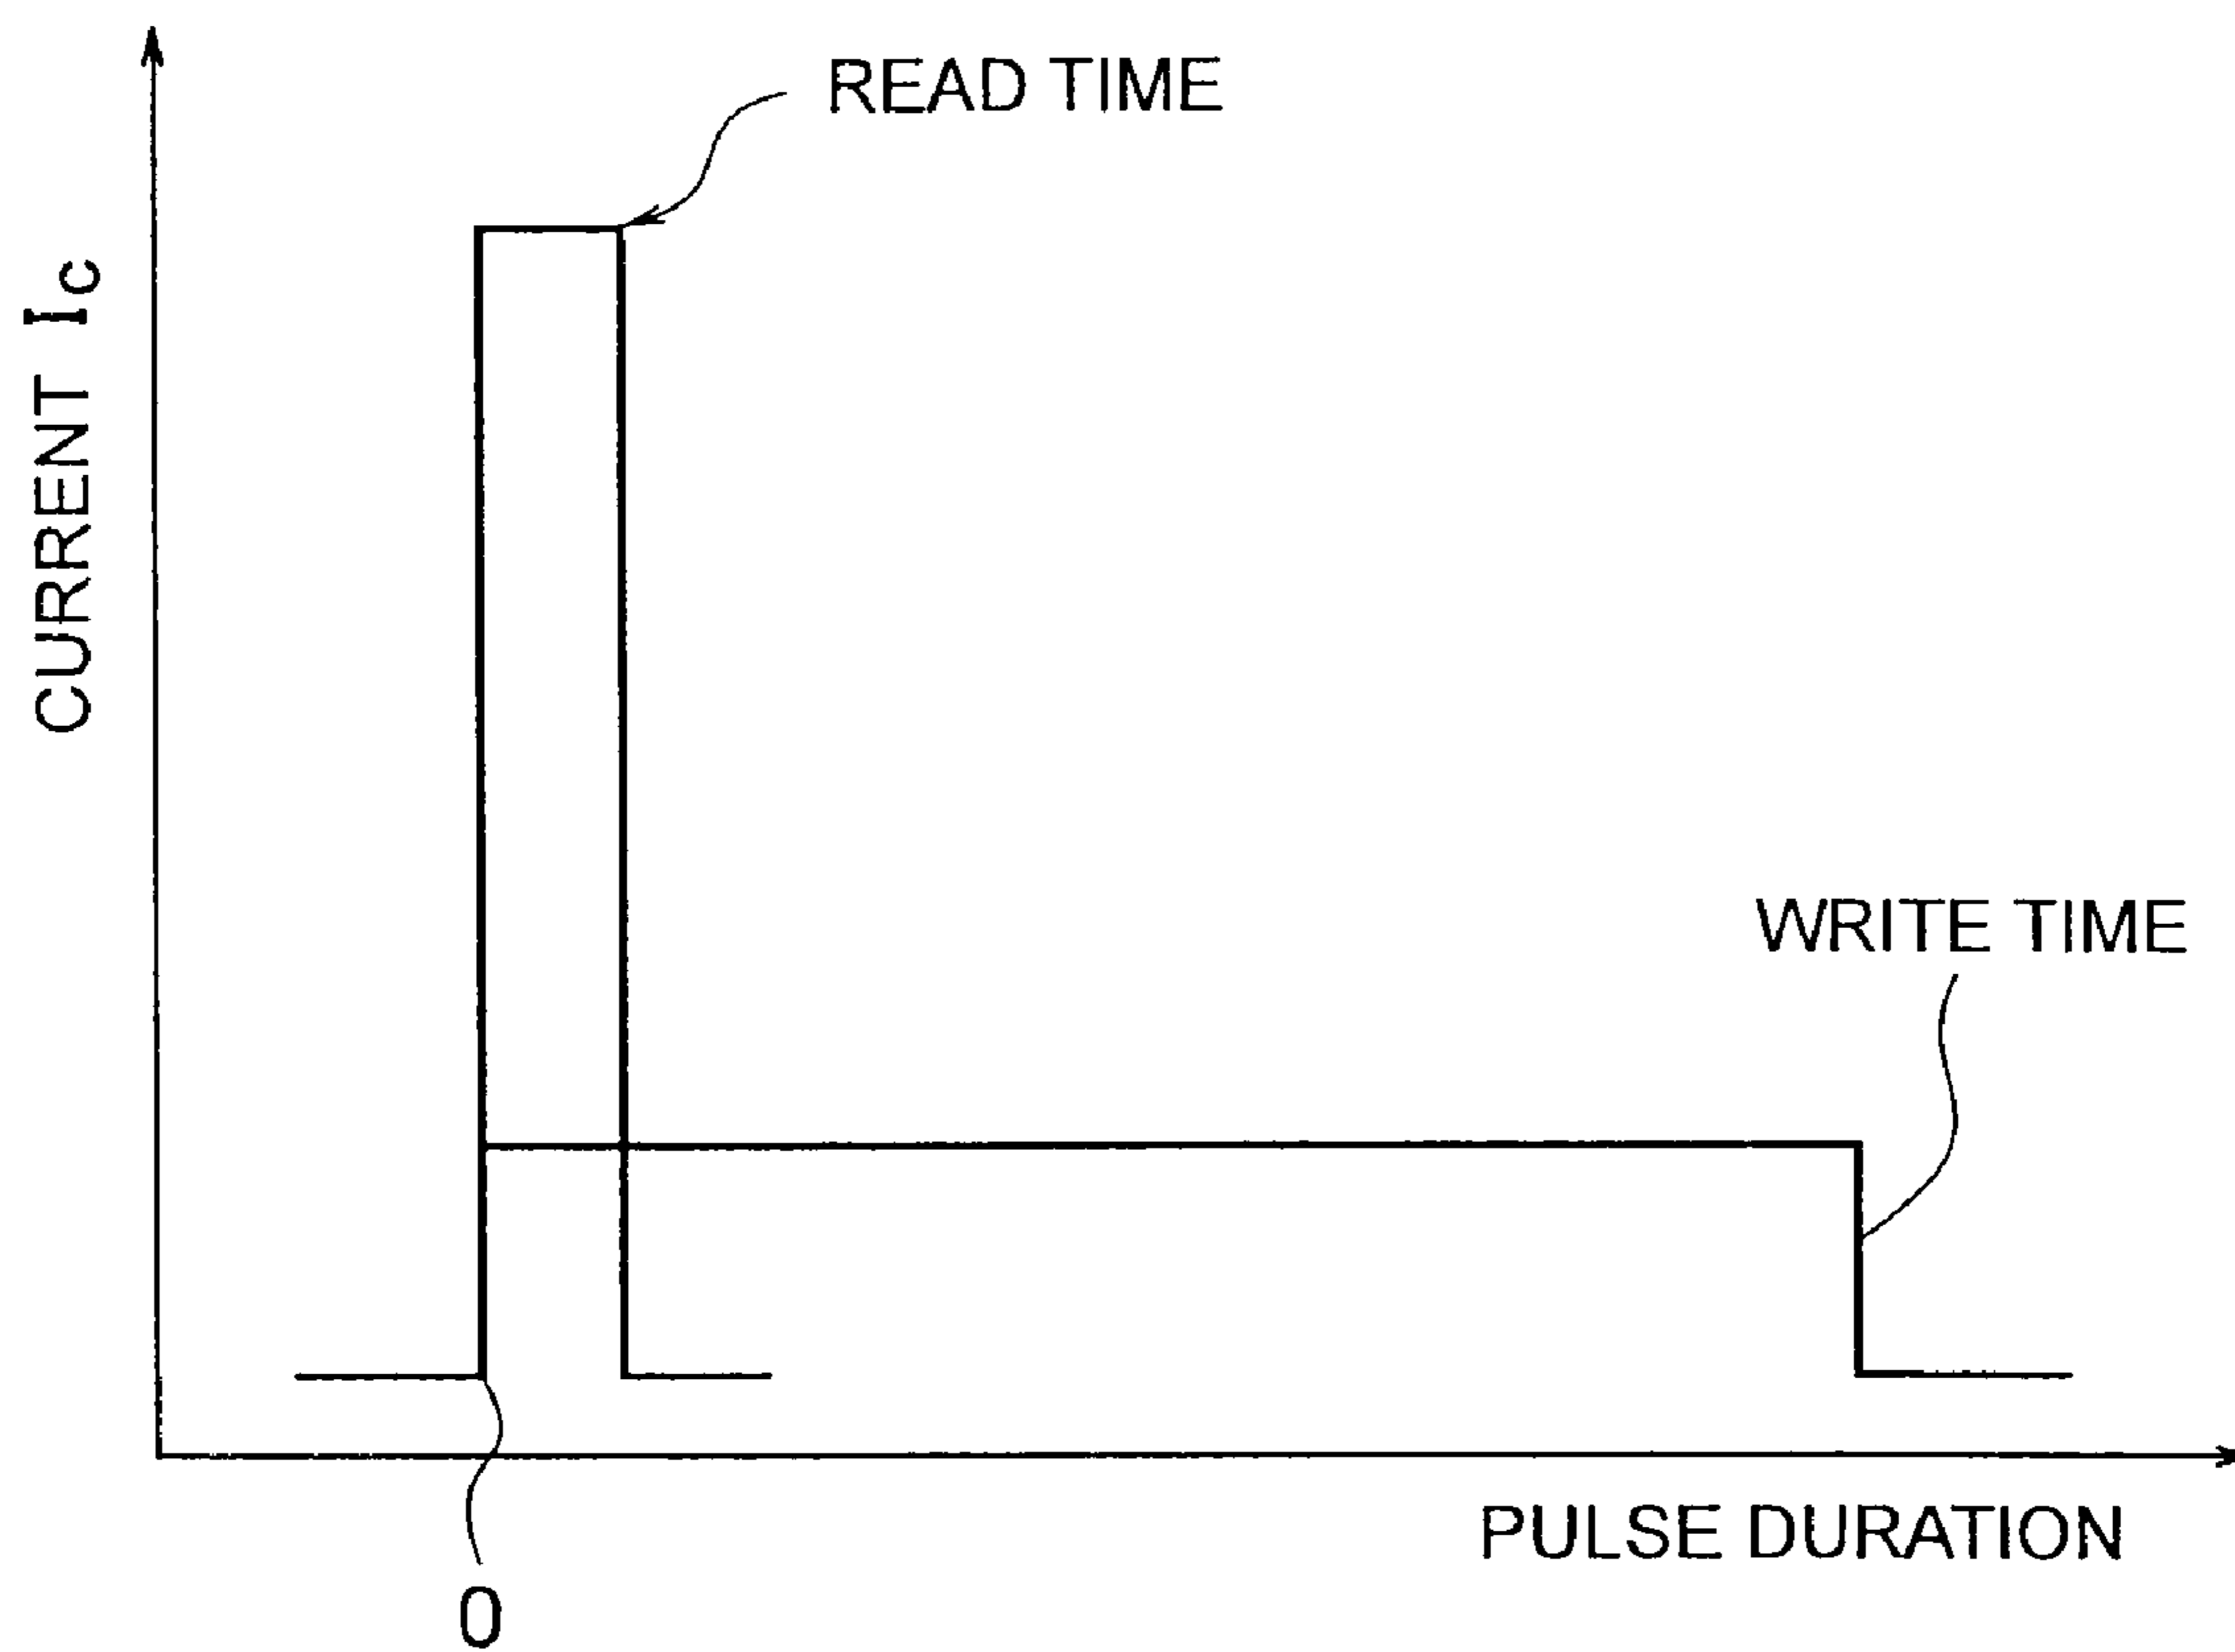 READ TIME
CURRENT Ic
WRITE TIME
PULSE DURATION
0